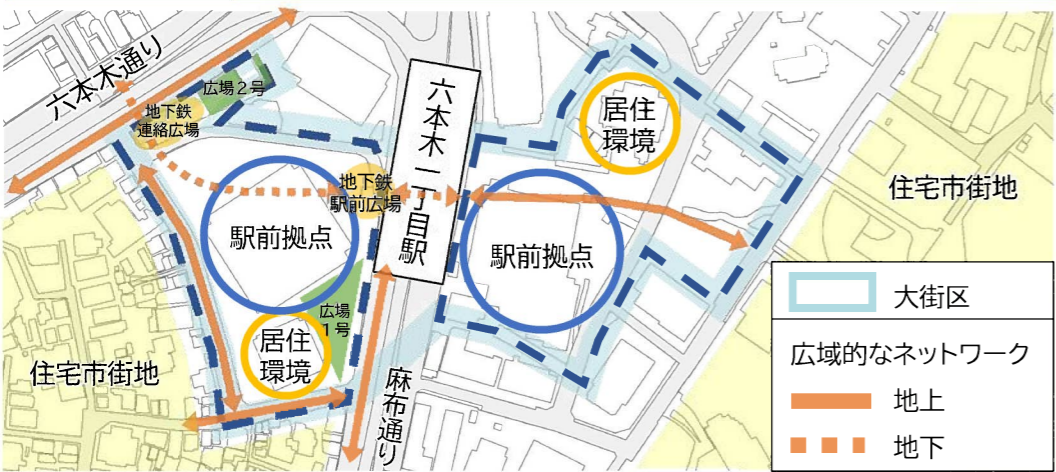 六本木通り
広場2号
地下鉄
連絡広場
六本木一丁目駅
居住
環境
住宅市街地
地下鉄
駅前広場
駅前拠点
駅前拠点
広場
1号
居住
環境
住宅市街地
麻布通り
大街区
広域的なネットワーク
地上
地下